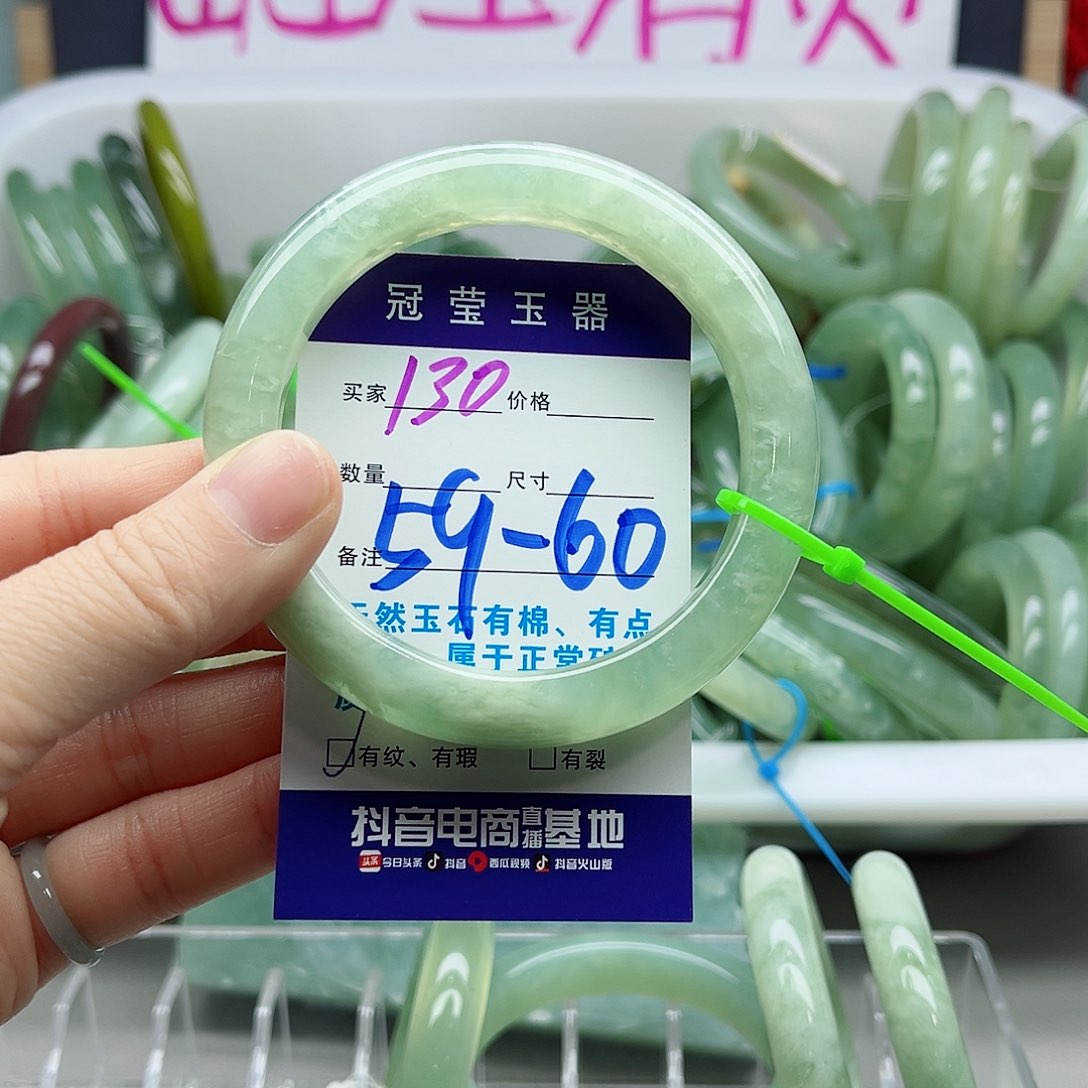 冠莹玉器
买家 130 价格
数量 尺寸
59-60
备注
然玉石有棉、有点
属于正常
有纹、有瑕 有裂
抖音电商直播基地
头条 今日头条 抖音 西瓜视频 抖音火山版